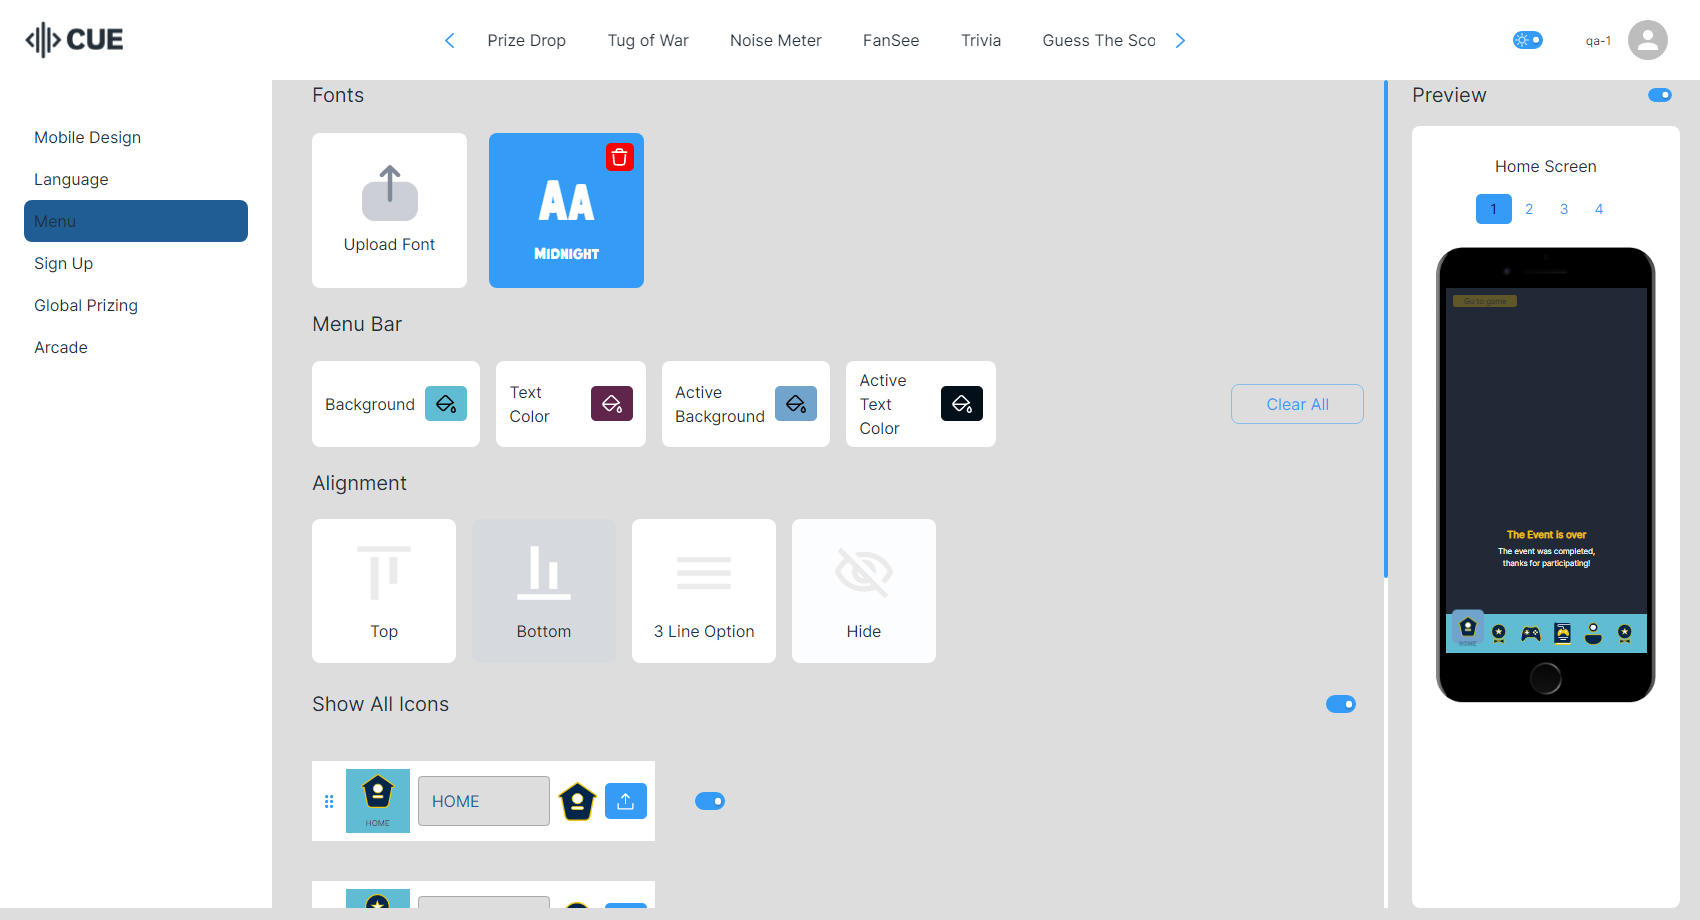 CUE
Prize Drop
Tug of War
Noise Meter
FanSee
Trivia
Guess The Sco
qa-1
Mobile Design
Language
Menu
Sign Up
Global Prizing
Arcade
Fonts
Upload Font
AA
MIDNIGHT
Menu Bar
Background
Text
Color
Active
Background
Active
Text
Color
Clear All
Alignment
Top
Bottom
3 Line Option
Hide
Show All Icons
HOME
HOME
Preview
Home Screen
1 2 3 4
Go to game
The Event is over
The event was completed,
thanks for participating!
HOME